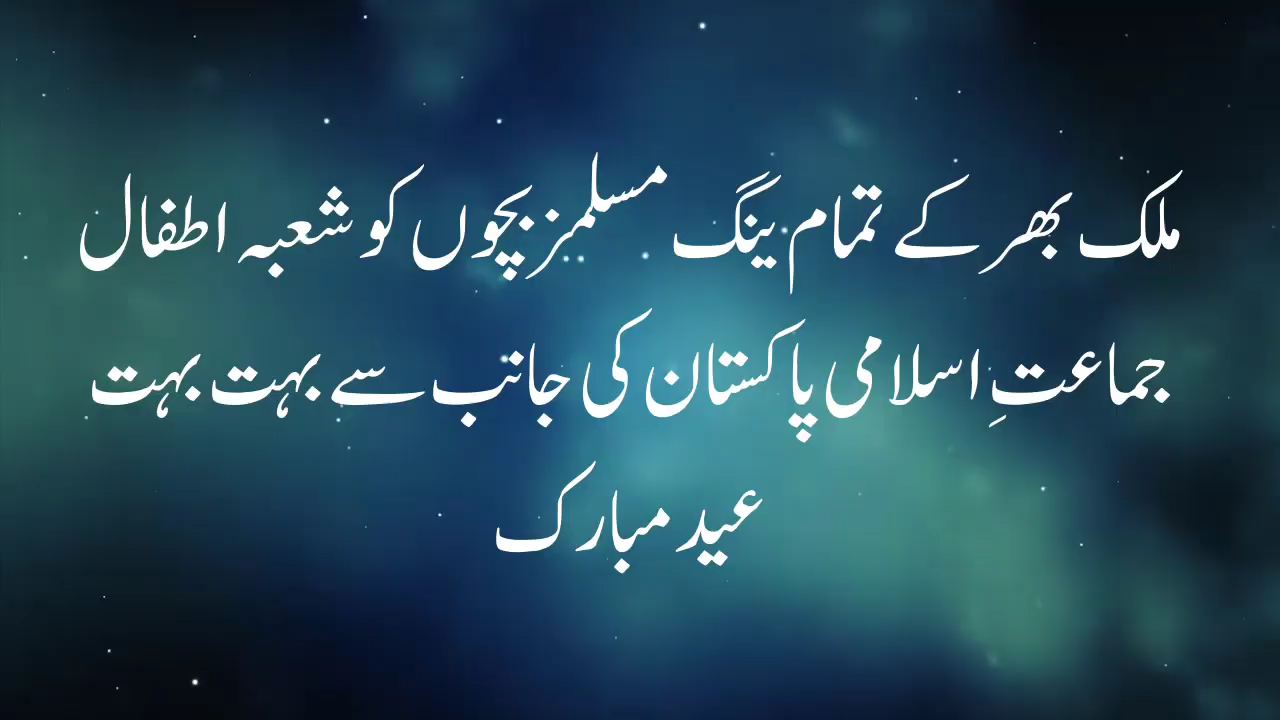 ملک بھر کے تمام ینگ مسلمز بچوں کو شعبہ اطفال
جماعتِ اسلامی پاکستان کی جانب سے بہت بہت
عید مبارک